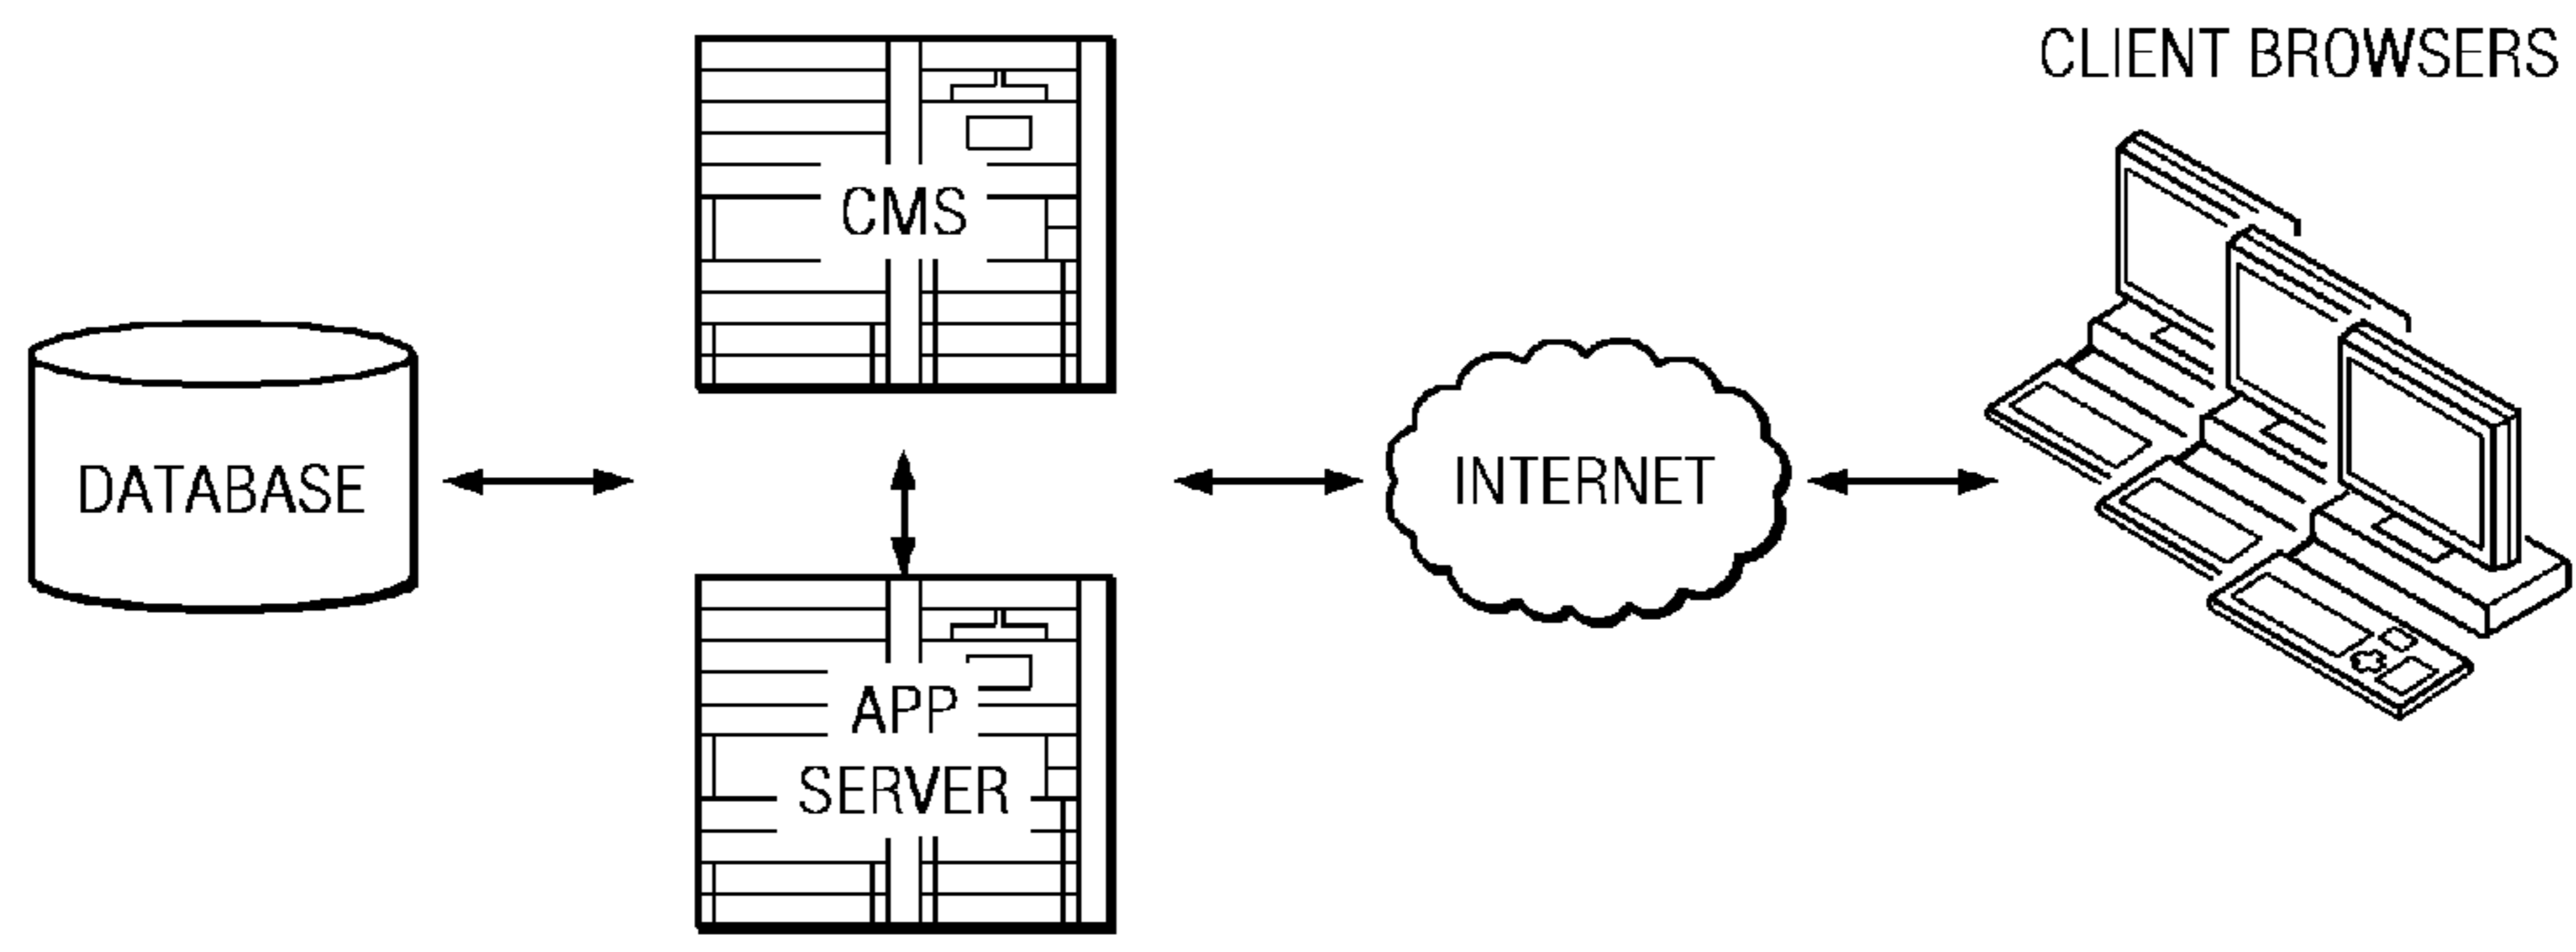 CLIENT BROWSERS
CMS
DATABASE
INTERNET
APP
SERVER